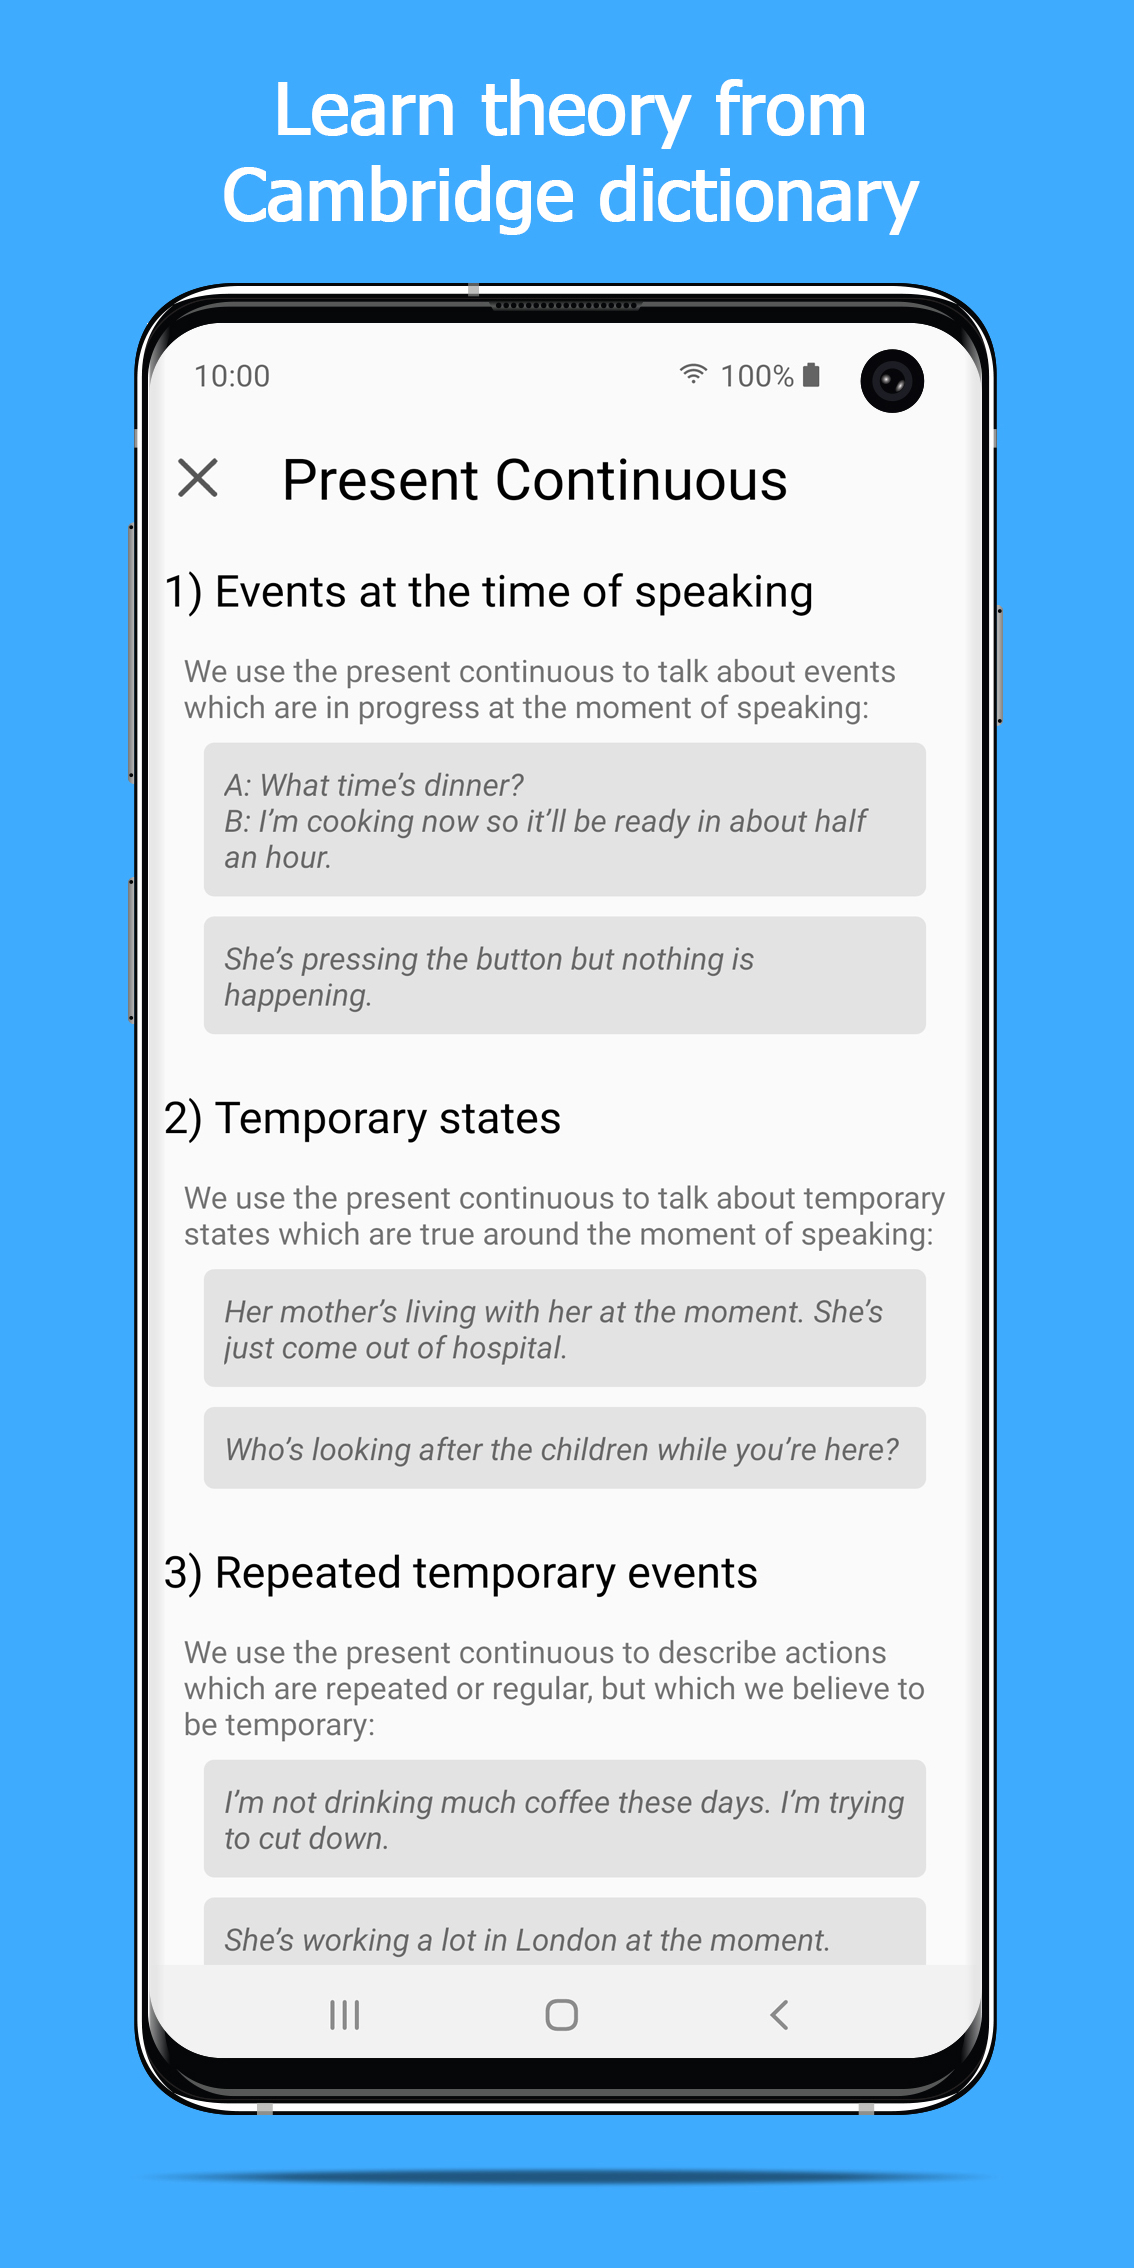 Learn theory from
Cambridge dictionary
10:00
100%
Present Continuous
1) Events at the time of speaking
We use the present continuous to talk about events
which are in progress at the moment of speaking:
A: What time’s dinner?
B: I’m cooking now so it’ll be ready in about half
an hour.
She’s pressing the button but nothing is
happening.
2) Temporary states
We use the present continuous to talk about temporary
states which are true around the moment of speaking:
Her mother’s living with her at the moment. She’s
just come out of hospital.
Who’s looking after the children while you’re here?
3) Repeated temporary events
We use the present continuous to describe actions
which are repeated or regular, but which we believe to
be temporary:
I’m not drinking much coffee these days. I’m trying
to cut down.
She’s working a lot in London at the moment.